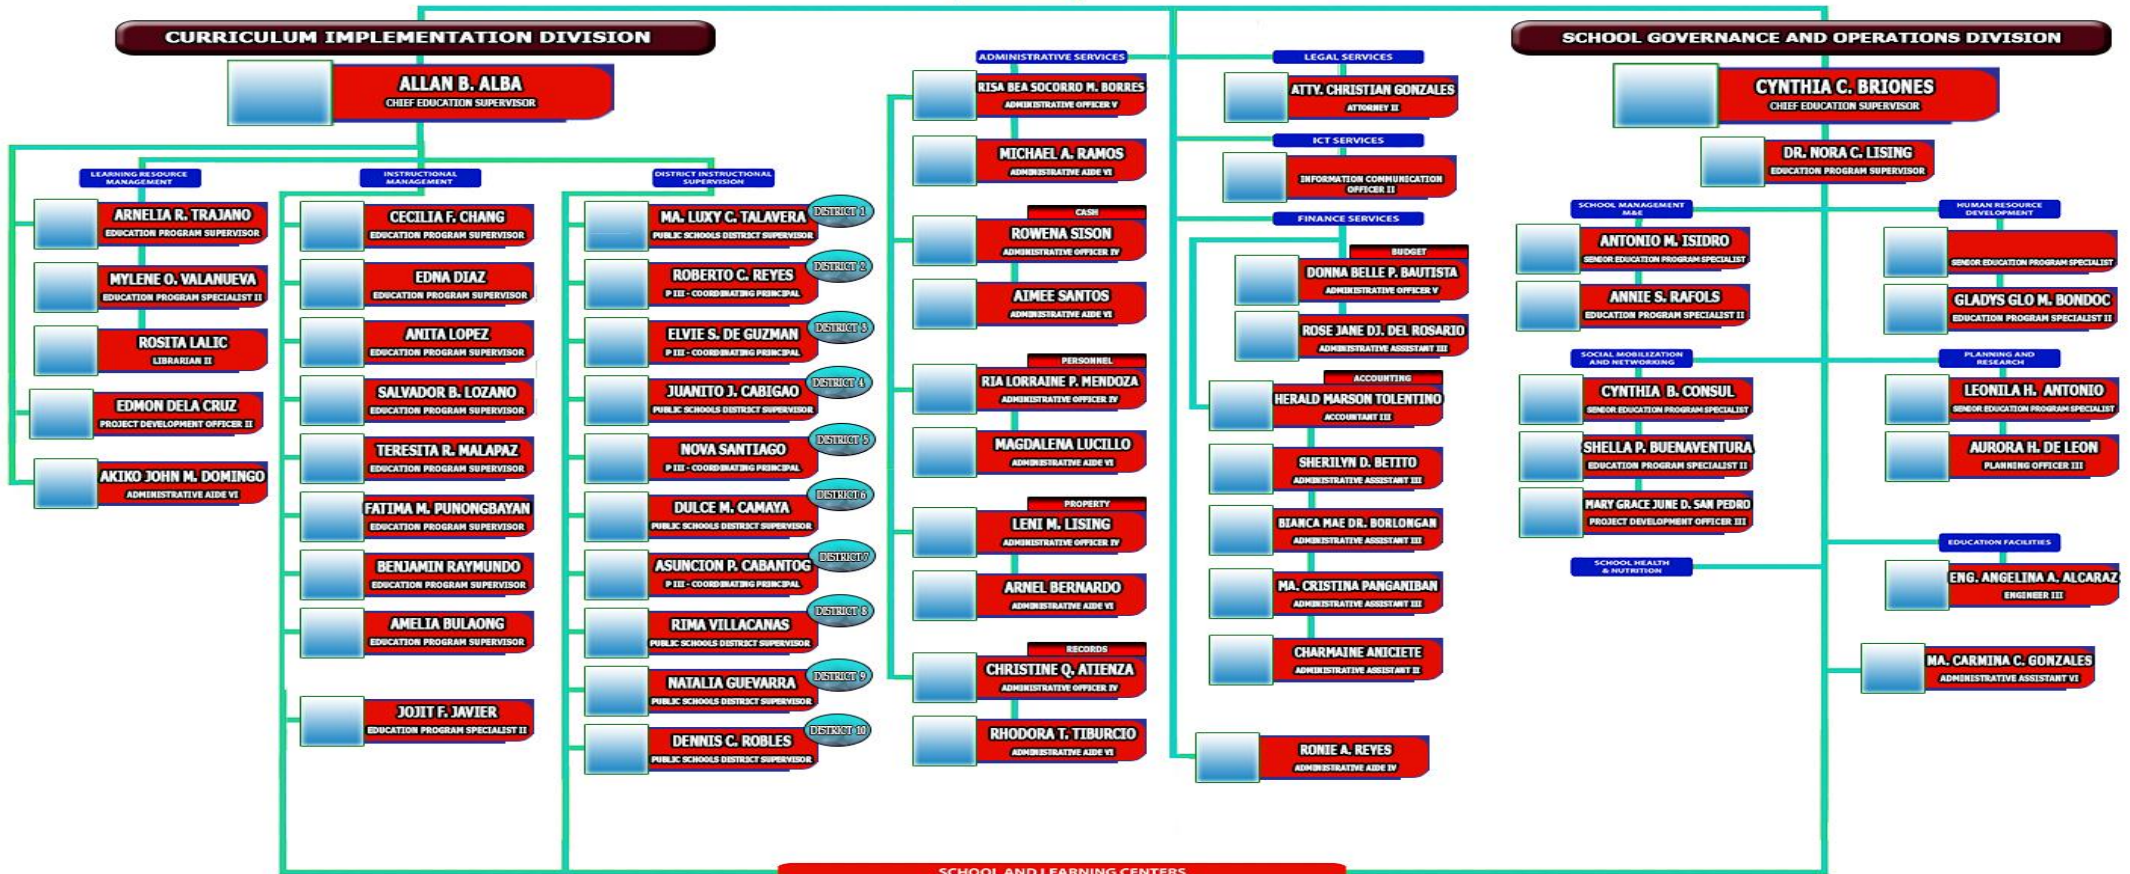 CURRICULUM IMPLEMENTATION DIVISION
ALLAN B. ALBA
CHIEF EDUCATION SUPERVISOR
LEARNING RESOURCE
MANAGEMENT
ARNELIA R. TRAJANO
EDUCATION PROGRAM SUPERVISOR
MYLENE O. VALANUEVA
EDUCATION PROGRAM SPECIALIST II
ROSITA LALIC
LIBRARIAN II
EDMON DELA CRUZ
PROJECT DEVELOPMENT OFFICER II
AKIKO JOHN M. DOMINGO
ADMINISTRATIVE AIDE VI
INSTRUCTIONAL
MANAGEMENT
CECILIA F. CHANG
EDUCATION PROGRAM SUPERVISOR
EDNA DIAZ
EDUCATION PROGRAM SUPERVISOR
ANITA LOPEZ
EDUCATION PROGRAM SUPERVISOR
SALVADOR B. LOZANO
EDUCATION PROGRAM SUPERVISOR
TERESITA R. MALAPAZ
EDUCATION PROGRAM SUPERVISOR
FATIMA M. PUNONGBAYAN
EDUCATION PROGRAM SUPERVISOR
BENJAMIN RAYMUNDO
EDUCATION PROGRAM SUPERVISOR
AMELIA BULAONG
EDUCATION PROGRAM SUPERVISOR
JOJIT F. JAVIER
EDUCATION PROGRAM SPECIALIST II
DISTRICT INSTRUCTIONAL
SUPERVISION
MA. LUXY C. TALAVERA
PUBLIC SCHOOLS DISTRICT SUPERVISOR
DISTRICT 1
ROBERTO C. REYES
P III - COORDINATING PRINCIPAL
DISTRICT 2
ELVIE S. DE GUZMAN
P III - COORDINATING PRINCIPAL
DISTRICT 3
JUANITO J. CABIGAO
PUBLIC SCHOOLS DISTRICT SUPERVISOR
DISTRICT 4
NOVA SANTIAGO
P III - COORDINATING PRINCIPAL
DISTRICT 5
DULCE M. CAMAYA
PUBLIC SCHOOLS DISTRICT SUPERVISOR
DISTRICT 6
ASUNCION P. CABANTOG
P III - COORDINATING PRINCIPAL
DISTRICT 7
RIMA VILLACANAS
PUBLIC SCHOOLS DISTRICT SUPERVISOR
DISTRICT 8
NATALIA GUEVARRA
PUBLIC SCHOOLS DISTRICT SUPERVISOR
DISTRICT 9
DENNIS C. ROBLES
PUBLIC SCHOOLS DISTRICT SUPERVISOR
DISTRICT 10
ADMINISTRATIVE SERVICES
RISA BEA SOCORRO M. BORRES
ADMINISTRATIVE OFFICER V
MICHAEL A. RAMOS
ADMINISTRATIVE AIDE VI
CASH
ROWENA SISON
ADMINISTRATIVE OFFICER IV
AIMEE SANTOS
ADMINISTRATIVE AIDE VI
PERSONNEL
RIA LORRAINE P. MENDOZA
ADMINISTRATIVE OFFICER IV
MAGDALENA LUCILLO
ADMINISTRATIVE AIDE VI
PROPERTY
LENI M. LISING
ADMINISTRATIVE OFFICER IV
ARNEL BERNARDO
ADMINISTRATIVE AIDE VI
RECORDS
CHRISTINE Q. ATIENZA
ADMINISTRATIVE OFFICER IV
RHODORA T. TIBURCIO
ADMINISTRATIVE AIDE VI
LEGAL SERVICES
ATTY. CHRISTIAN GONZALES
ATTORNEY II
ICT SERVICES
INFORMATION COMMUNICATION
OFFICER II
FINANCE SERVICES
BUDGET
DONNA BELLE P. BAUTISTA
ADMINISTRATIVE OFFICER V
ROSE JANE DJ. DEL ROSARIO
ADMINISTRATIVE ASSISTANT III
ACCOUNTING
HERALD MARSON TOLENTINO
ACCOUNTANT III
SHERILYN D. BETITO
ADMINISTRATIVE ASSISTANT III
BIANCA MAE DR. BORLONGAN
ADMINISTRATIVE ASSISTANT III
MA. CRISTINA PANGANIBAN
ADMINISTRATIVE ASSISTANT III
CHARMAINE ANICIETE
ADMINISTRATIVE ASSISTANT II
RONIE A. REYES
ADMINISTRATIVE AIDE IV
SCHOOL GOVERNANCE AND OPERATIONS DIVISION
CYNTHIA C. BRIONES
CHIEF EDUCATION SUPERVISOR
DR. NORA C. LISING
EDUCATION PROGRAM SUPERVISOR
SCHOOL MANAGEMENT
M&E
ANTONIO M. ISIDRO
SENIOR EDUCATION PROGRAM SPECIALIST
ANNIE S. RAFOLS
EDUCATION PROGRAM SPECIALIST II
SOCIAL MOBILIZATION
AND NETWORKING
CYNTHIA B. CONSUL
SENIOR EDUCATION PROGRAM SPECIALIST
SHELLA P. BUENAVENTURA
EDUCATION PROGRAM SPECIALIST II
MARY GRACE JUNE D. SAN PEDRO
PROJECT DEVELOPMENT OFFICER III
SCHOOL HEALTH
& NUTRITION
HUMAN RESOURCE
DEVELOPMENT
SENIOR EDUCATION PROGRAM SPECIALIST
GLADYS GLO M. BONDOC
EDUCATION PROGRAM SPECIALIST II
PLANNING AND
RESEARCH
LEONILA H. ANTONIO
SENIOR EDUCATION PROGRAM SPECIALIST
AURORA H. DE LEON
PLANNING OFFICER III
EDUCATION FACILITIES
ENG. ANGELINA A. ALCARAZ
ENGINEER III
MA. CARMINA C. GONZALES
ADMINISTRATIVE ASSISTANT VI
SCHOOL AND LEARNING CENTERS